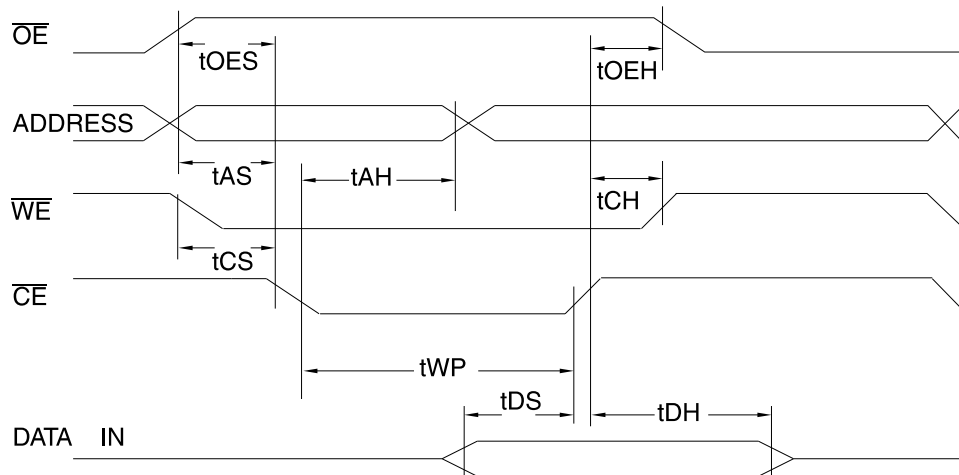 OE
tOES
tOEH
ADDRESS
tAS
tAH
tCH
WE
tCS
CE
tWP
tDS
tDH
DATA IN